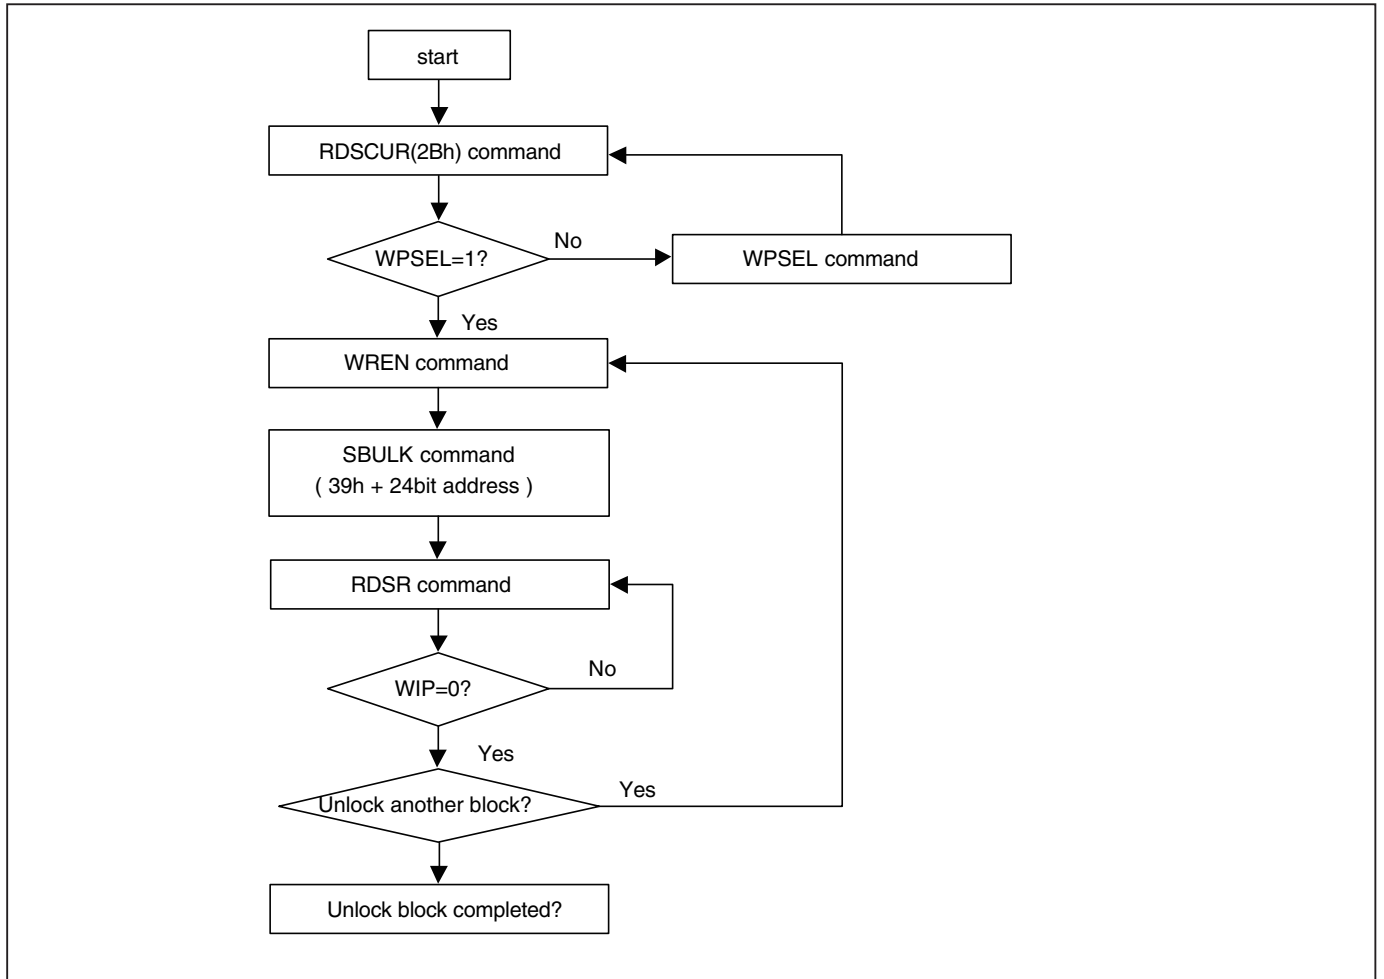 start
RDSCUR(2Bh) command
WPSEL=1?
No
WPSEL command
Yes
WREN command
SBULK command
( 39h + 24bit address )
RDSR command
WIP=0?
No
Yes
Unlock another block?
Yes
Unlock block completed?